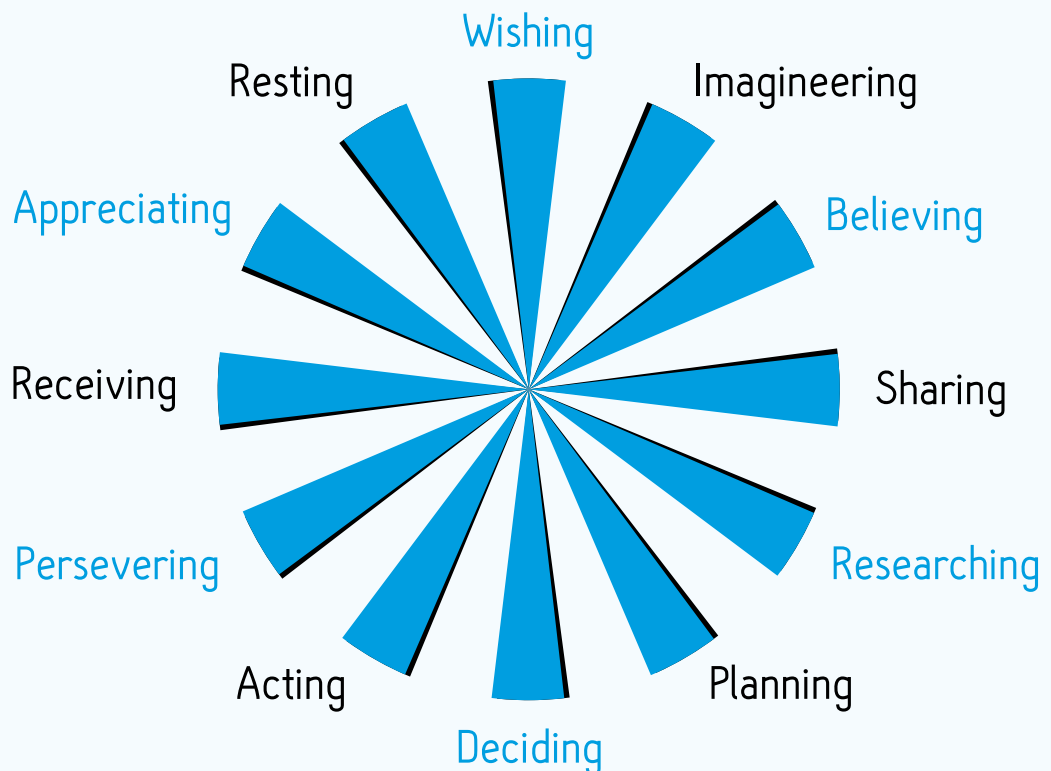 Wishing
Imagineering
Believing
Sharing
Researching
Planning
Deciding
Acting
Persevering
Receiving
Appreciating
Resting